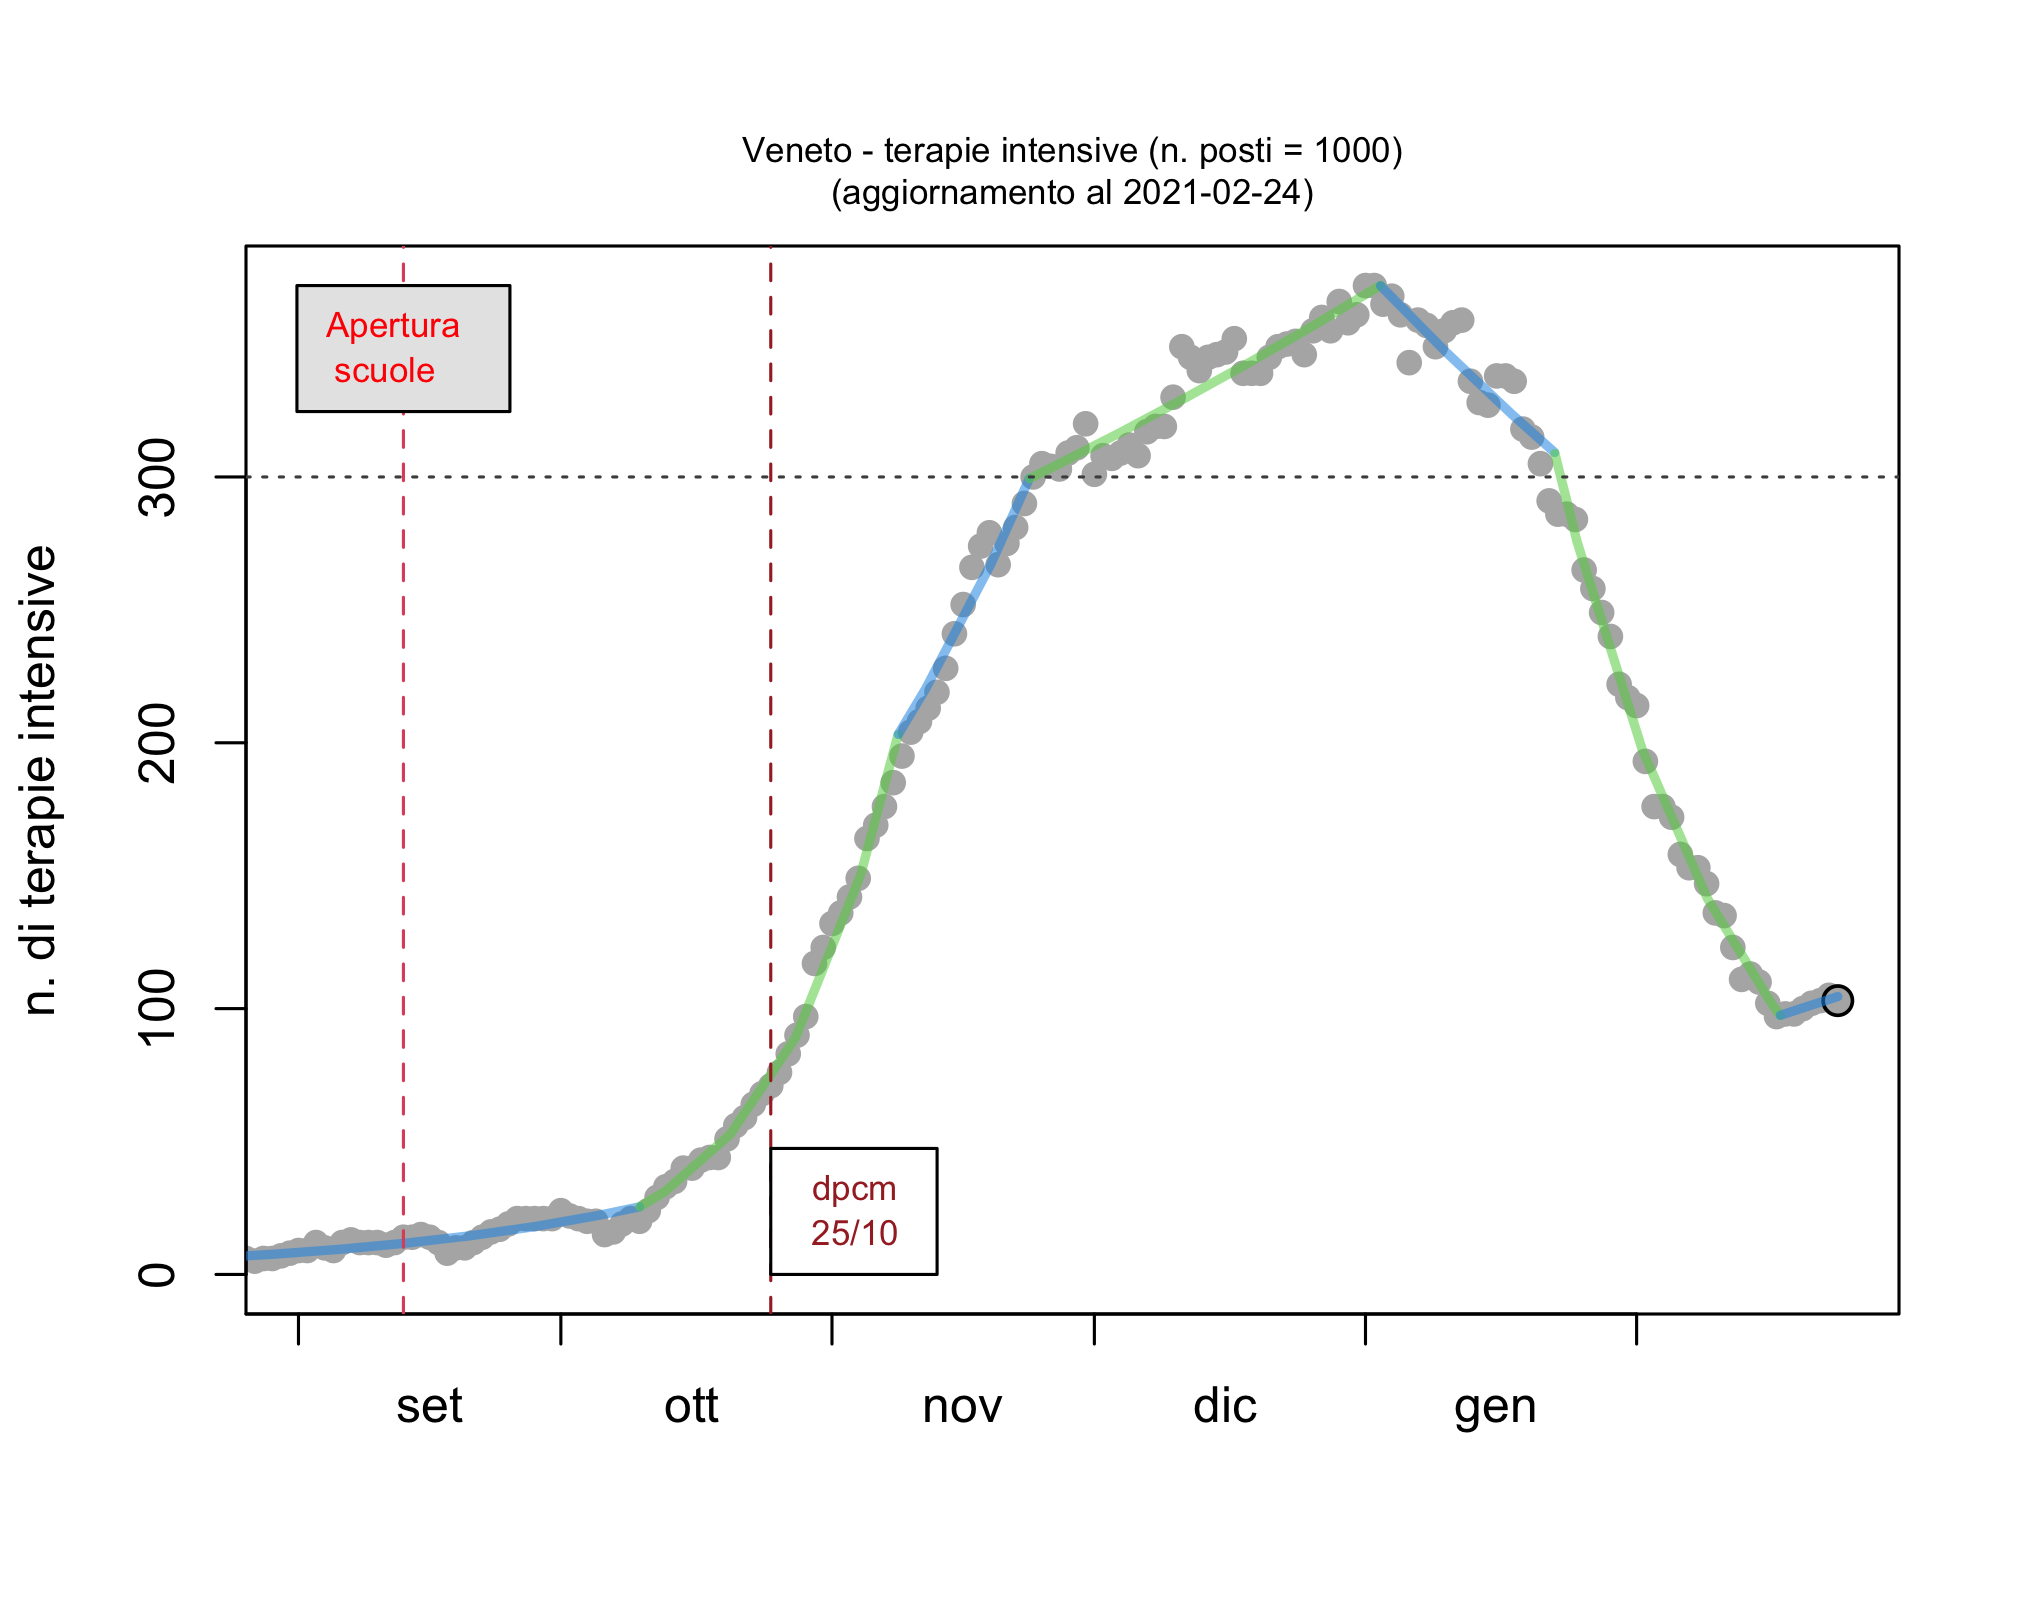 Veneto - terapie intensive (n. posti = 1000)
(aggiornamento al 2021-02-24)
Apertura
scuole
n. di terapie intensive
300
200
100
0
dpcm
25/10
set ott nov dic gen